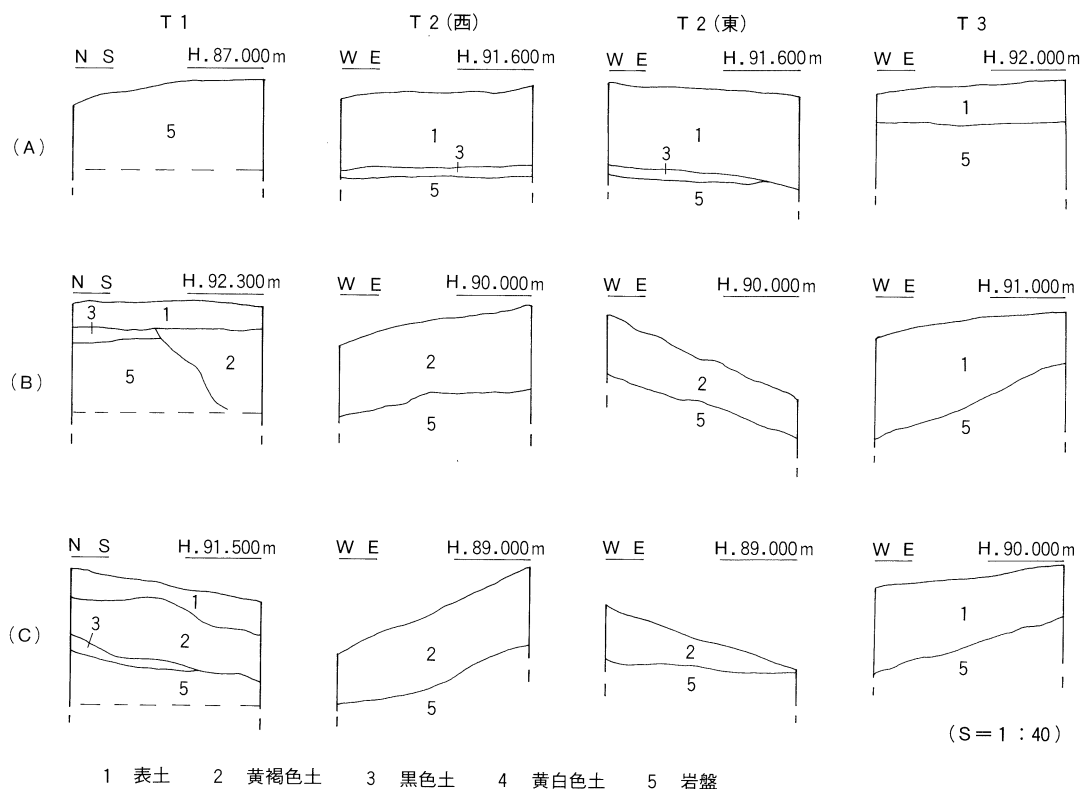 T 1　T 2 (西)　T 2 (東)　T 3
N S　H.87.000m　W E　H.91.600m　W E　H.91.600m　W E　H.92.000m
(A)　5　1　3　5　1　3　5　1　5
N S　H.92.300m　W E　H.90.000m　W E　H.90.000m　W E　H.91.000m
(B)　3　1　5　2　2　5　2　5　1　5
N S　H.91.500m　W E　H.89.000m　W E　H.89.000m　W E　H.90.000m
(C)　1　3　2　5　2　5　2　5　1　5
(S=1:40)
1 表土　2 黄褐色土　3 黒色土　4 黄白色土　5 岩盤